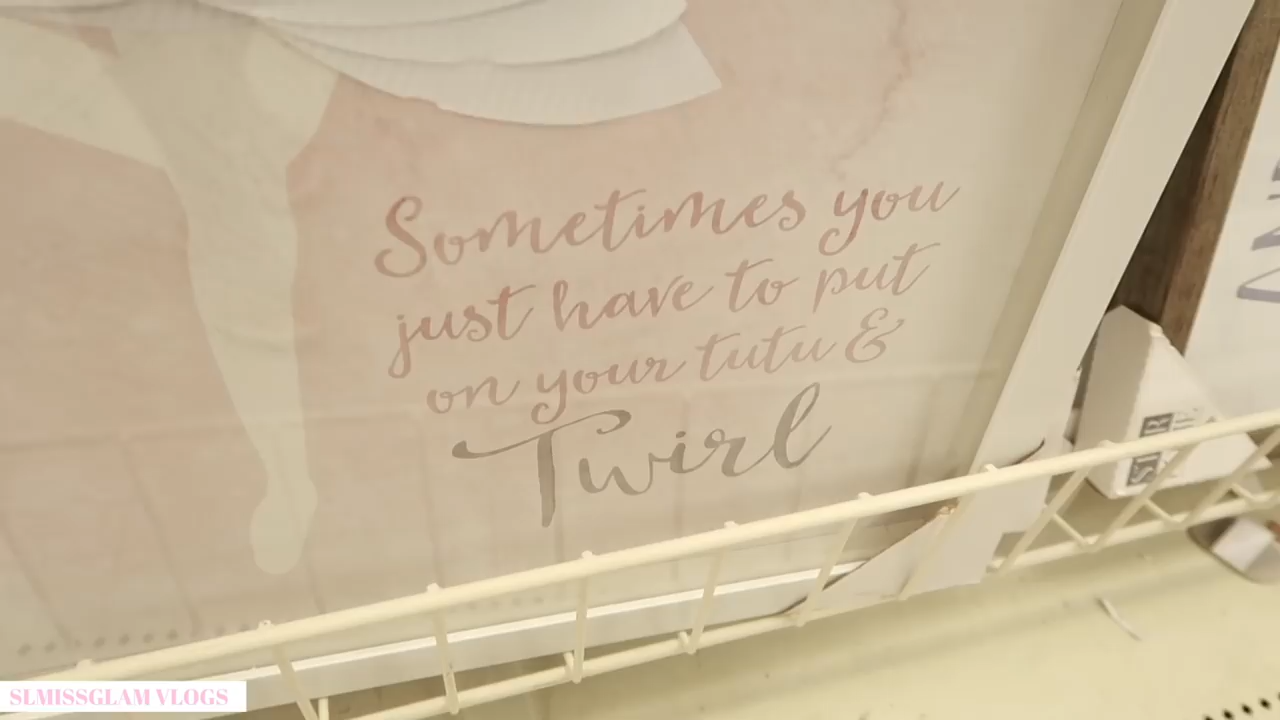 Sometimes you
just have to put
on your tutu &
Twirl
SLMISSGLAM VLOGS